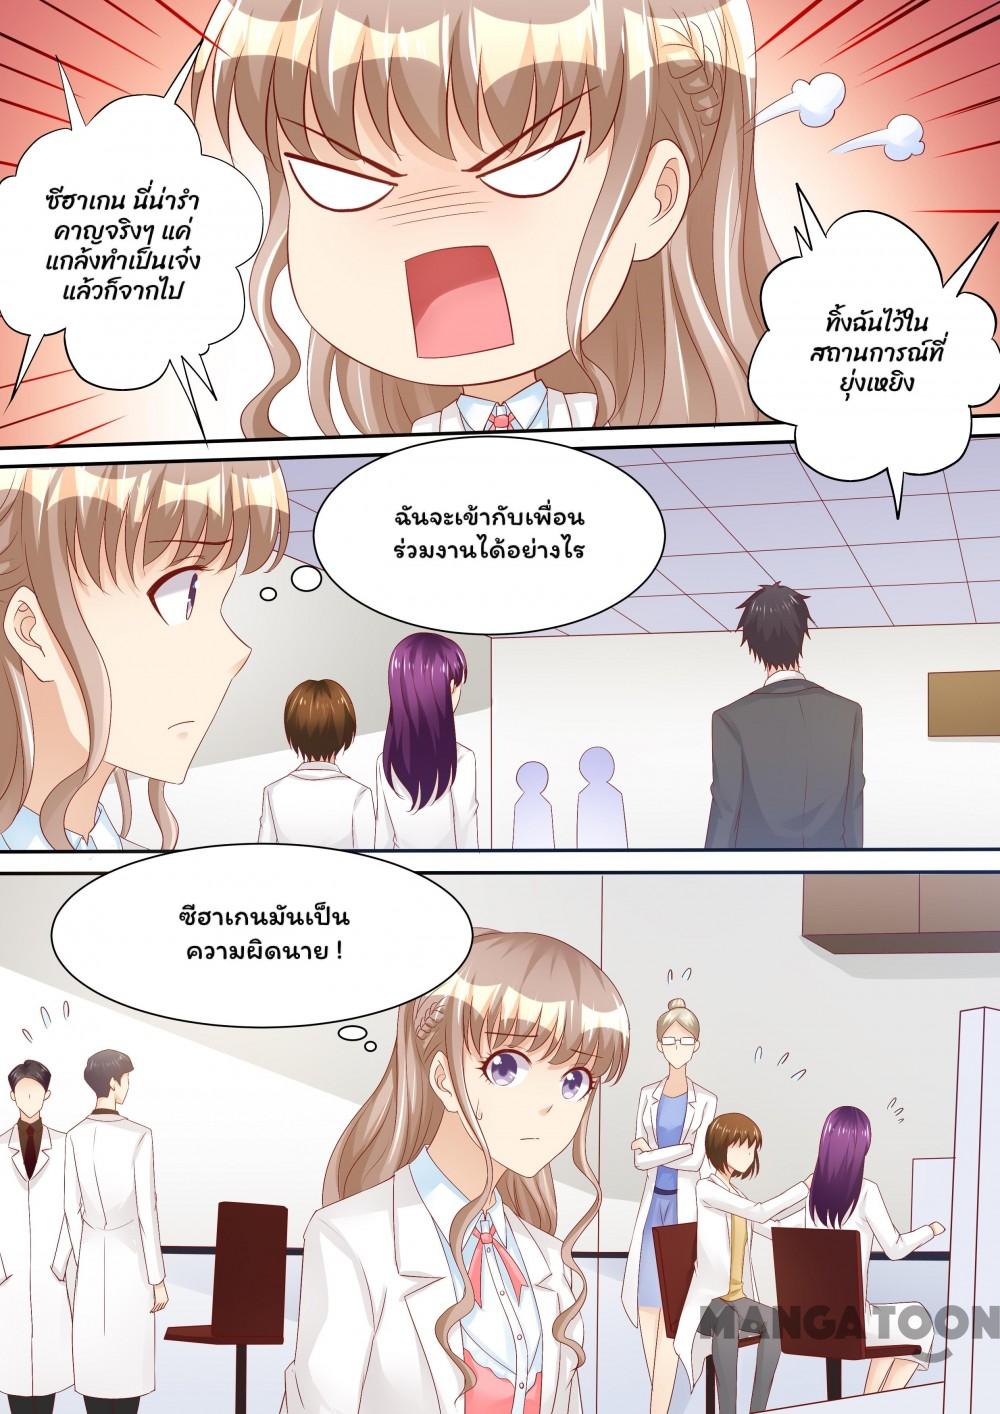 ซีฮาเกน นี่น่ารำ
คาญจริงๆ แค่
แกล้งทำเป็นเจ๋ง
แล้วก็จากไป
ทิ้งฉันไว้ใน
สถานการณ์ที่
ยุ่งเหยิง
ฉันจะเข้ากับเพื่อน
ร่วมงานได้อย่างไร
ซีฮาเกนมันเป็น
ความผิดนาย !
MANGATOON